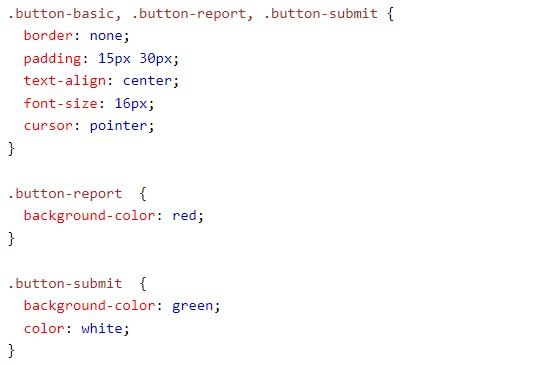 .button-basic, .button-report, .button-submit {
  border: none;
  padding: 15px 30px;
  text-align: center;
  font-size: 16px;
  cursor: pointer;
}

.button-report  {
  background-color: red;
}

.button-submit  {
  background-color: green;
  color: white;
}